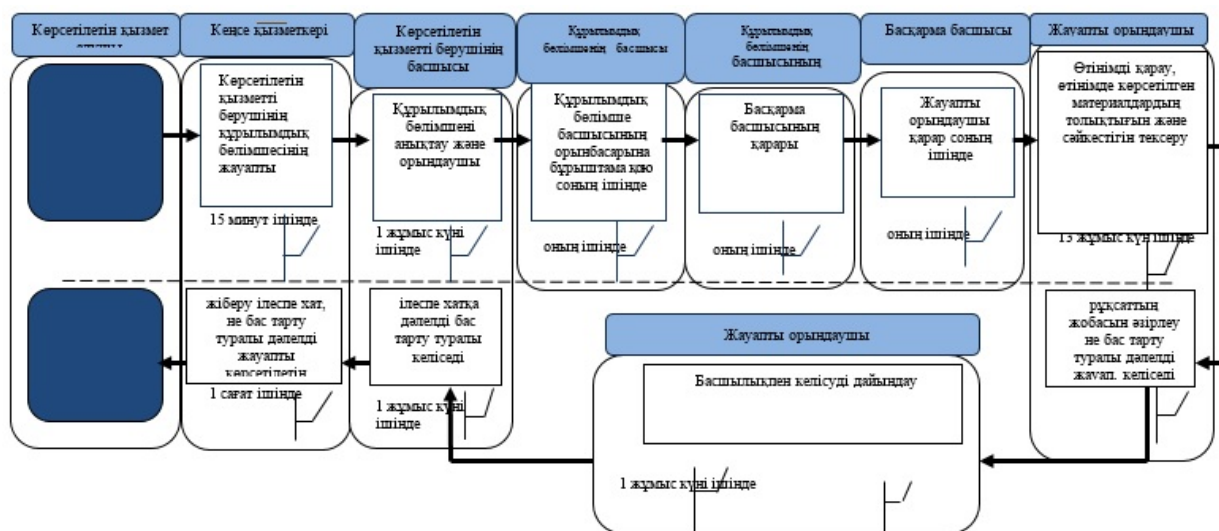 Көрсетілетін қызмет
Кеңсе қызметкері
Көрсетілетін
қызметті берушінің
басшысы
Құрылымдық
бөлімшенің басшысы
Құрылымдық
бөлімшенің
басшысының
Басқарма басшысы
Жауапты орындаушы
Көрсетілетін
қызметті
берушінің
құрылымдық
бөлімшесінің
жауапты
15 минут ішінде
Құрылымдық
бөлімшені
анықтау және
орындаушы
1 жұмыс күні
ішінде
Құрылымдық
бөлімше
басшысының
орынбасарына
бұрыштама қою
соның ішінде
оның ішінде
Басқарма
басшысының
қарары
оның ішінде
Жауапты
орындаушы
қарар соның
ішінде
оның ішінде
Өтінімді қарау,
өтінімде көрсетілген
материалдардың
толықтығын және
сәйкестігін тексеру
13 жұмыс күн ішінде
жіберу ілеспе хат,
не бас тарту
туралы дәлелді
жауапты
көрсетілетін
1 сағат ішінде
ілеспе хатқа
дәлелді бас
тарту туралы
келіседі
1 жұмыс күні
ішінде
Жауапты орындаушы
Басшылықпен келісуді дайындау
1 жұмыс күні ішінде
рұқсаттың
жобасын әзірлеу
не бас тарту
туралы дәлелді
жауап. келіседі